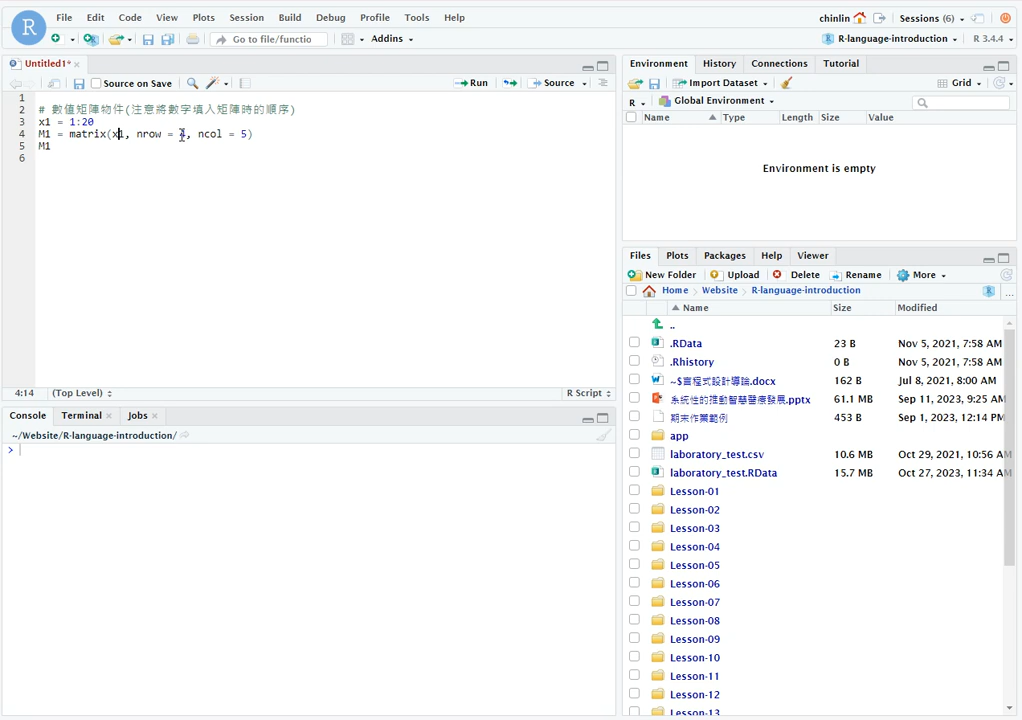 File Edit Code View Plots Session Build Debug Profile Tools Help
chinlin Sessions (6)
R
Go to file/functio Addins
R-language-introduction R 3.4.4
Untitled1*
Source on Save Run Source
1
2 # 數值矩陣物件(注意將數字填入矩陣時的順序)
3 x1 = 1:20
4 M1 = matrix(x1, nrow = 4, ncol = 5)
5 M1
6
4:14 (Top Level) R Script
Console Terminal Jobs
~/Website/R-language-introduction/
>
Environment History Connections Tutorial
Import Dataset Grid
R Global Environment
Name Type Length Size Value
Environment is empty
Files Plots Packages Help Viewer
New Folder Upload Delete Rename More
Home Website R-language-introduction ...
Name Size Modified
..
.RData 23 B Nov 5, 2021, 7:58 AM
.Rhistory 0 B Nov 5, 2021, 7:58 AM
~$言程式設計導論.docx 162 B Jul 8, 2021, 8:00 AM
系統性的推動智慧醫療發展.pptx 61.1 MB Sep 11, 2023, 9:25 AM
期末作業範例 453 B Sep 1, 2023, 12:14 PM
app
laboratory_test.csv 10.6 MB Oct 29, 2021, 10:56 AM
laboratory_test.RData 15.7 MB Oct 27, 2023, 11:34 AM
Lesson-01
Lesson-02
Lesson-03
Lesson-04
Lesson-05
Lesson-06
Lesson-07
Lesson-08
Lesson-09
Lesson-10
Lesson-11
Lesson-12
Lesson-13